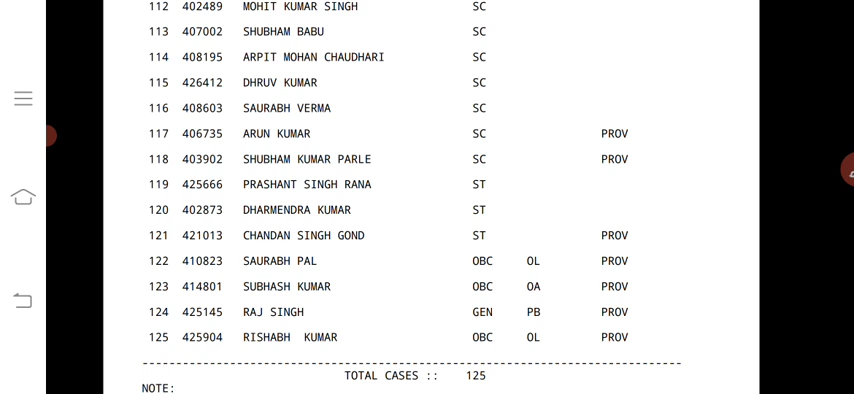 112 402489 MOHIT KUMAR SINGH SC
113 407002 SHUBHAM BABU SC
114 408195 ARPIT MOHAN CHAUDHARI SC
115 426412 DHRUV KUMAR SC
116 408603 SAURABH VERMA SC
117 406735 ARUN KUMAR SC PROV
118 403902 SHUBHAM KUMAR PARLE SC PROV
119 425666 PRASHANT SINGH RANA ST
120 402873 DHARMENDRA KUMAR ST
121 421013 CHANDAN SINGH GOND ST PROV
122 410823 SAURABH PAL OBC OL PROV
123 414801 SUBHASH KUMAR OBC OA PROV
124 425145 RAJ SINGH GEN PB PROV
125 425904 RISHABH KUMAR OBC OL PROV
--------------------------------------------------------------------------------
TOTAL CASES :: 125
NOTE: